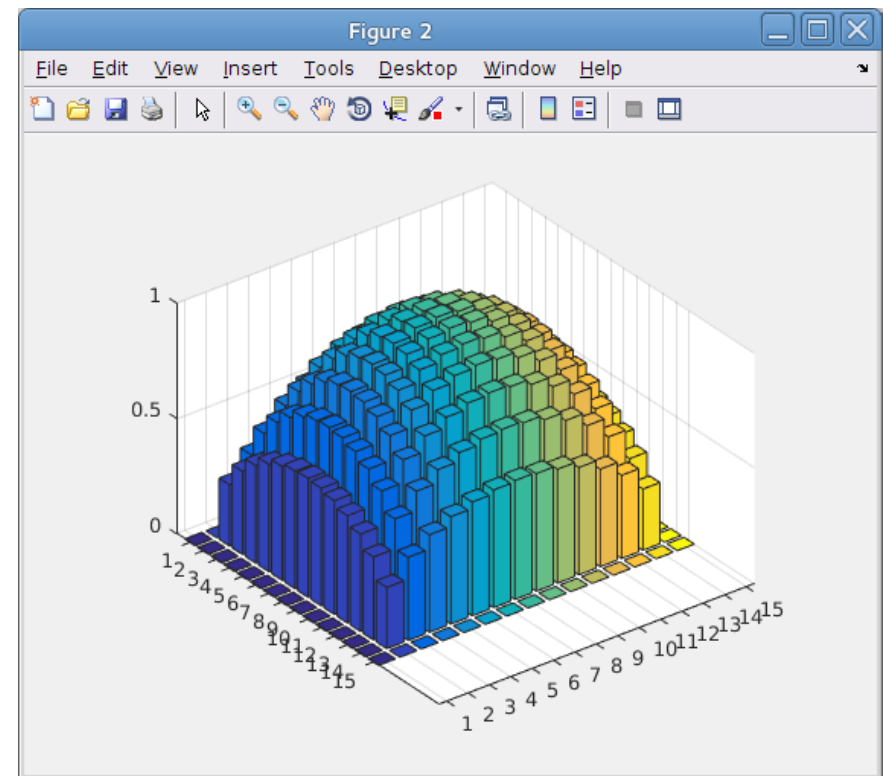 Figure 2
File Edit View Insert Tools Desktop Window Help
1
0.5
0
1 2 3 4 5 6 7 8 9 10 11 12 13 14 15
1 2 3 4 5 6 7 8 9 10 11 12 13 14 15